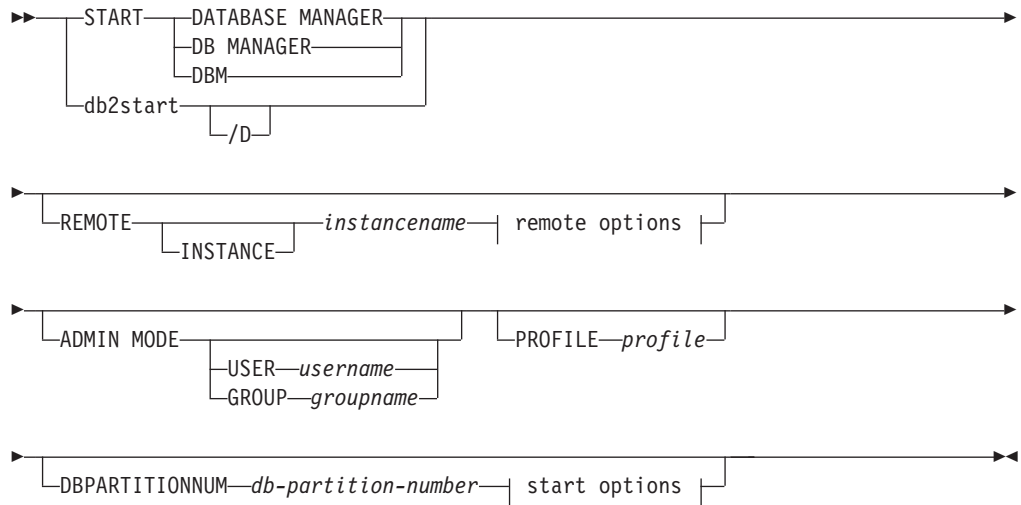 START DATABASE MANAGER
DB MANAGER
DBM
db2start
/D
REMOTE instancename remote options
INSTANCE
ADMIN MODE PROFILE profile
USER username
GROUP groupname
DBPARTITIONNUM db-partition-number start options